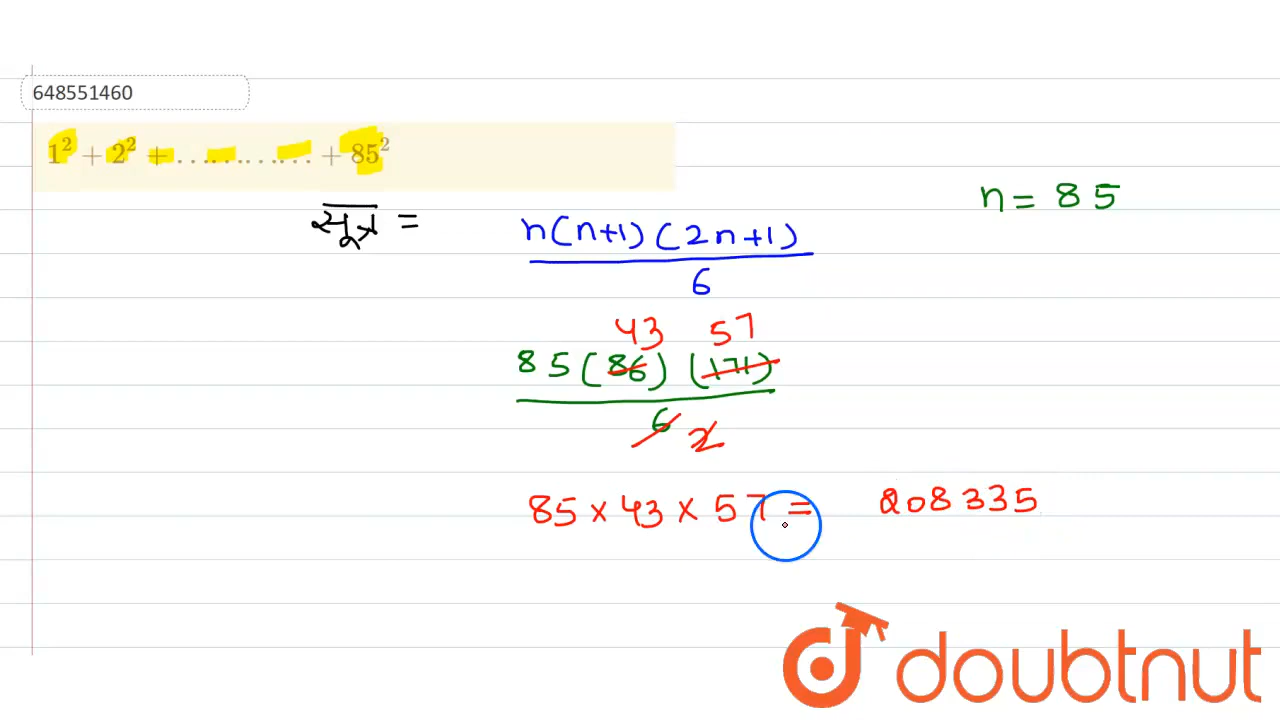 648551460
1² + 2² + ............ + 85²
n = 85
सूत्र = n(n+1)(2n+1)
6
43 57
85(86) (171)
6 2
85 × 43 × 57 = 208335
doubtnut